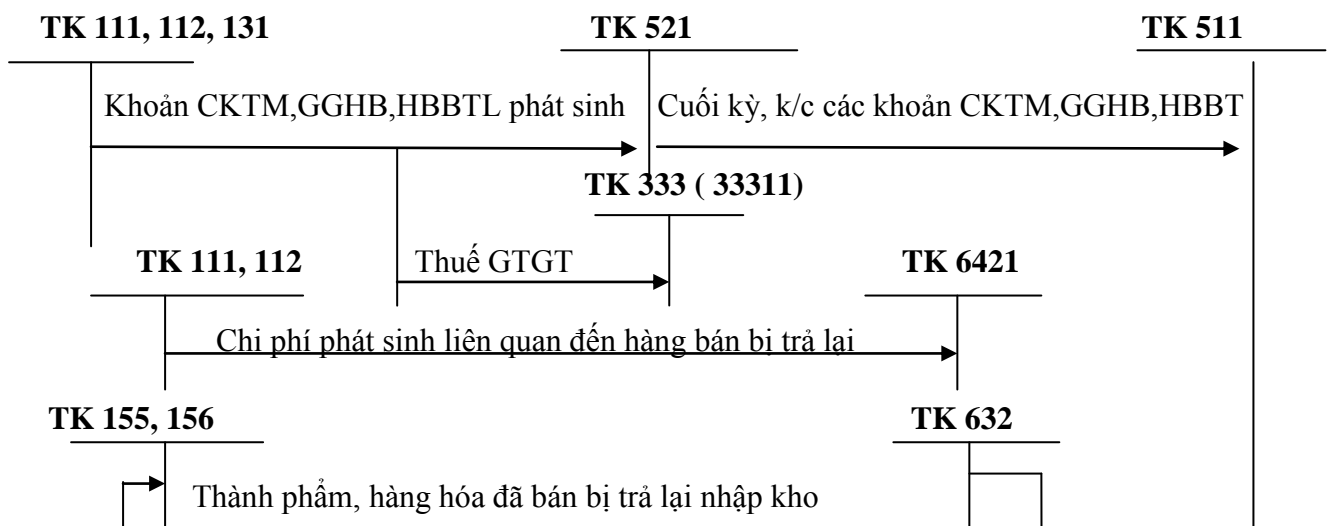 TK 111, 112, 131 TK 521 TK 511
Khoản CKTM,GGHB,HBBTL phát sinh Cuối kỳ, k/c các khoản CKTM,GGHB,HBBT
TK 333 ( 33311)
TK 111, 112 Thuế GTGT TK 6421
Chi phí phát sinh liên quan đến hàng bán bị trả lại
TK 155, 156 TK 632
Thành phẩm, hàng hóa đã bán bị trả lại nhập kho